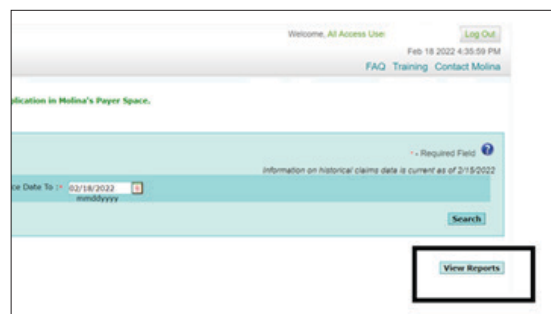 Welcome, All Access User
Log Out
Feb 18 2022 4:35:59 PM
FAQ Training Contact Molina
plication in Molina's Payer Space.
* - Required Field ?
Information on historical claims data is current as of 2/15/2022
ce Date To :* 02/18/2022
mmddyyyy
Search
View Reports